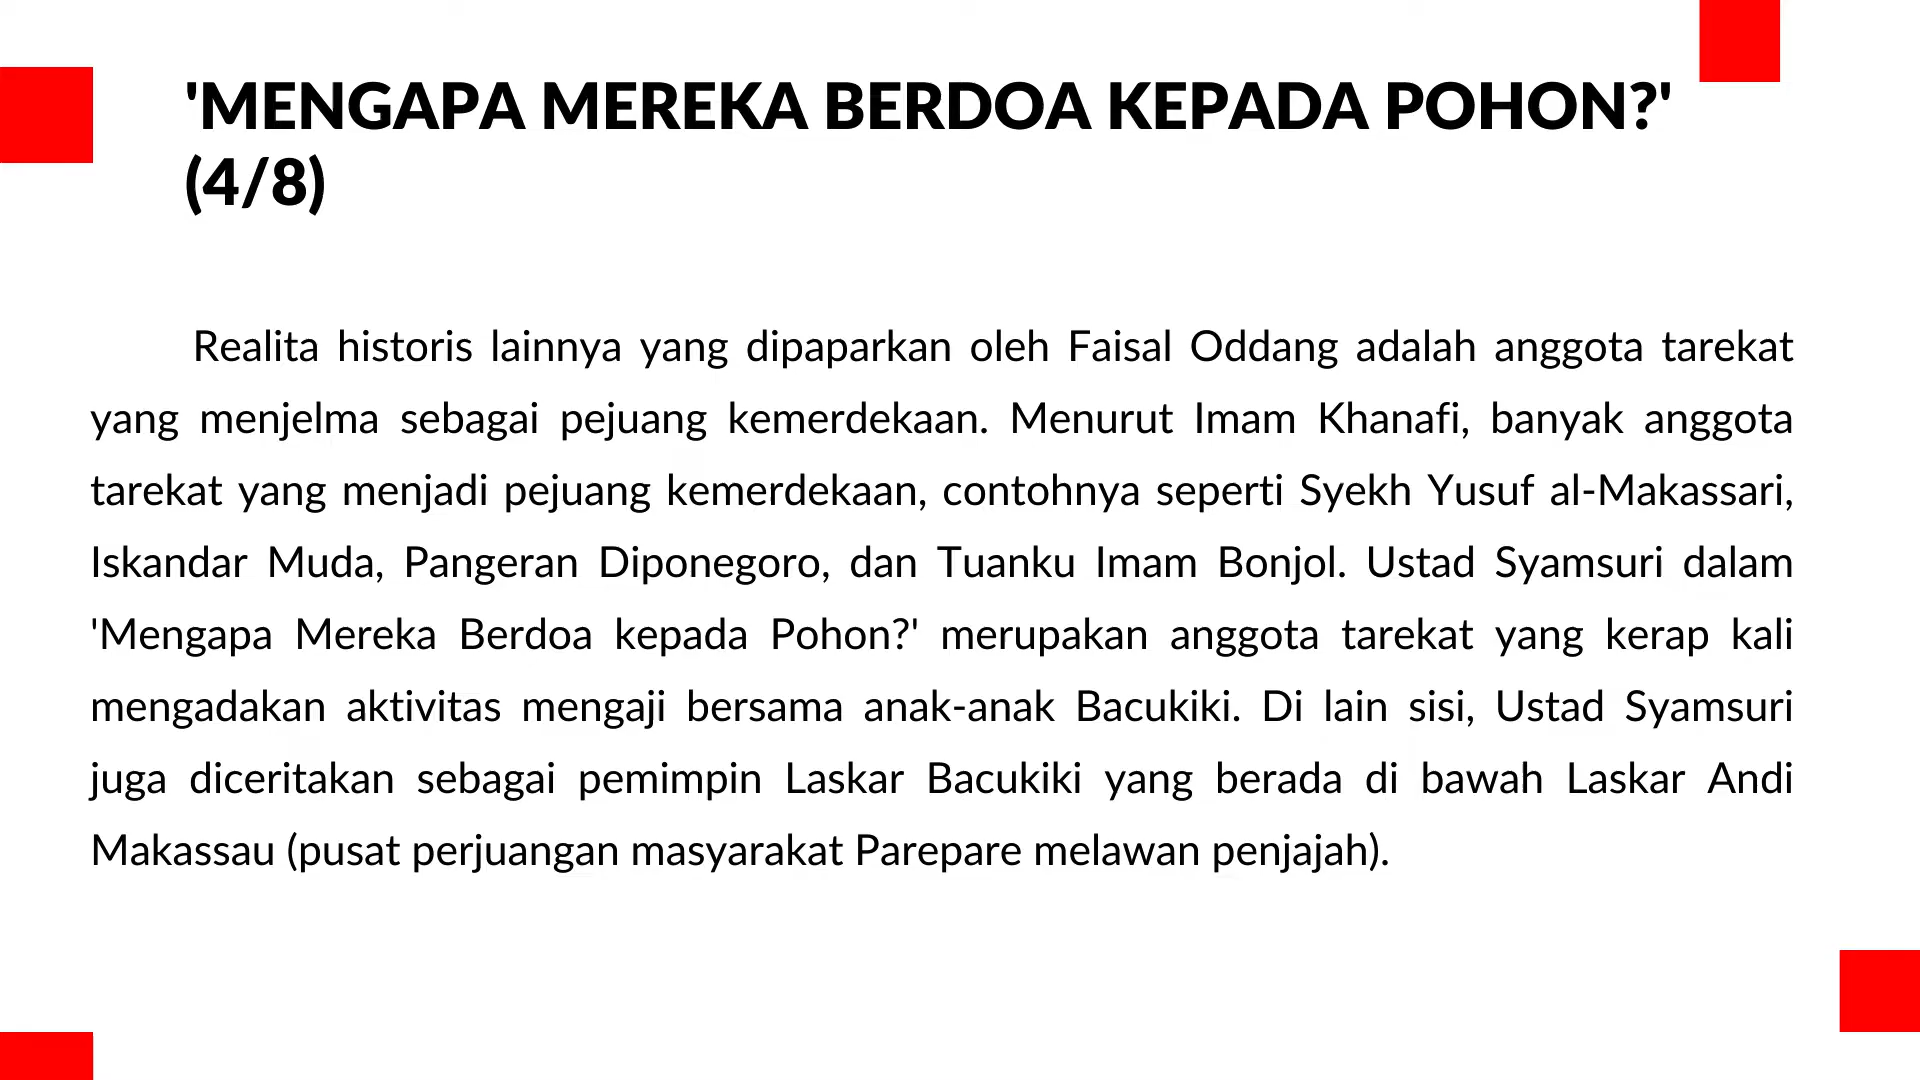 'MENGAPA MEREKA BERDOA KEPADA POHON?'
(4/8)
Realita historis lainnya yang dipaparkan oleh Faisal Oddang adalah anggota tarekat
yang menjelma sebagai pejuang kemerdekaan. Menurut Imam Khanafi, banyak anggota
tarekat yang menjadi pejuang kemerdekaan, contohnya seperti Syekh Yusuf al-Makassari,
Iskandar Muda, Pangeran Diponegoro, dan Tuanku Imam Bonjol. Ustad Syamsuri dalam
'Mengapa Mereka Berdoa kepada Pohon?' merupakan anggota tarekat yang kerap kali
mengadakan aktivitas mengaji bersama anak-anak Bacukiki. Di lain sisi, Ustad Syamsuri
juga diceritakan sebagai pemimpin Laskar Bacukiki yang berada di bawah Laskar Andi
Makassau (pusat perjuangan masyarakat Parepare melawan penjajah).